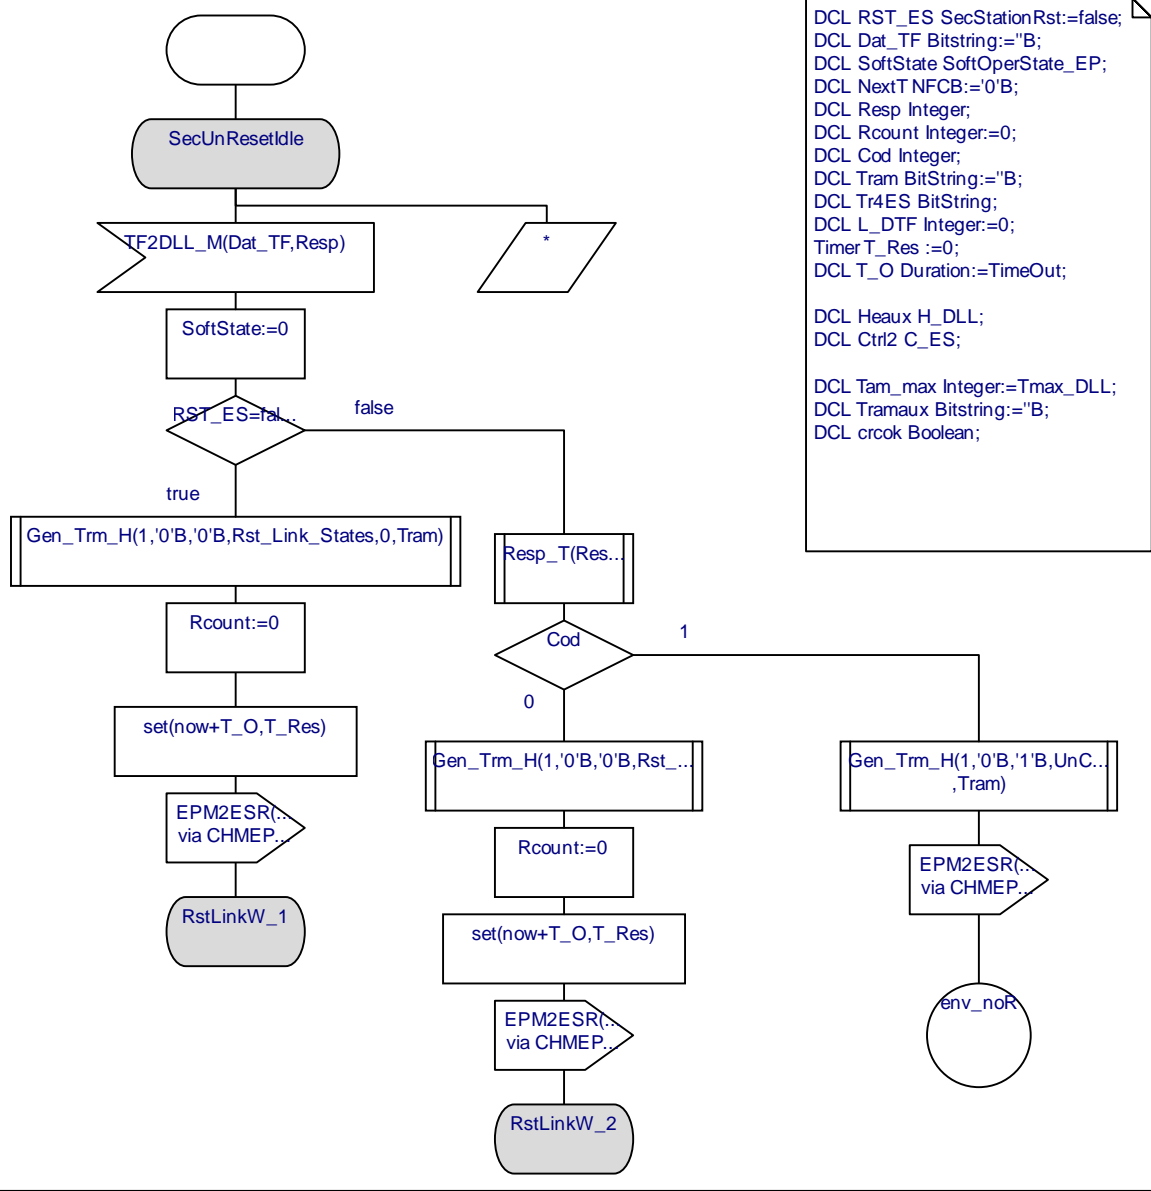 DCL RST_ES SecStationRst:=false;
DCL Dat_TF Bitstring:=''B;
DCL SoftState SoftOperState_EP;
DCL NextT NFCB:='0'B;
DCL Resp Integer;
DCL Rcount Integer:=0;
DCL Cod Integer;
DCL Tram BitString:=''B;
DCL Tr4ES BitString;
DCL L_DTF Integer:=0;
Timer T_Res :=0;
DCL T_O Duration:=TimeOut;
DCL Heaux H_DLL;
DCL Ctrl2 C_ES;
DCL Tam_max Integer:=Tmax_DLL;
DCL Tramaux Bitstring:=''B;
DCL crcok Boolean;
SecUnResetIdle
TF2DLL_M(Dat_TF,Resp)
*
SoftState:=0
RST_ES=fal...
false
true
Gen_Trm_H(1,'0'B,'0'B,Rst_Link_States,0,Tram)
Rcount:=0
set(now+T_O,T_Res)
EPM2ESR(...
via CHMEP...
RstLinkW_1
Resp_T(Res...
Cod
1
0
Gen_Trm_H(1,'0'B,'0'B,Rst_...
Rcount:=0
set(now+T_O,T_Res)
EPM2ESR(...
via CHMEP...
RstLinkW_2
Gen_Trm_H(1,'0'B,'1'B,UnC...
,Tram)
EPM2ESR(...
via CHMEP...
env_noR